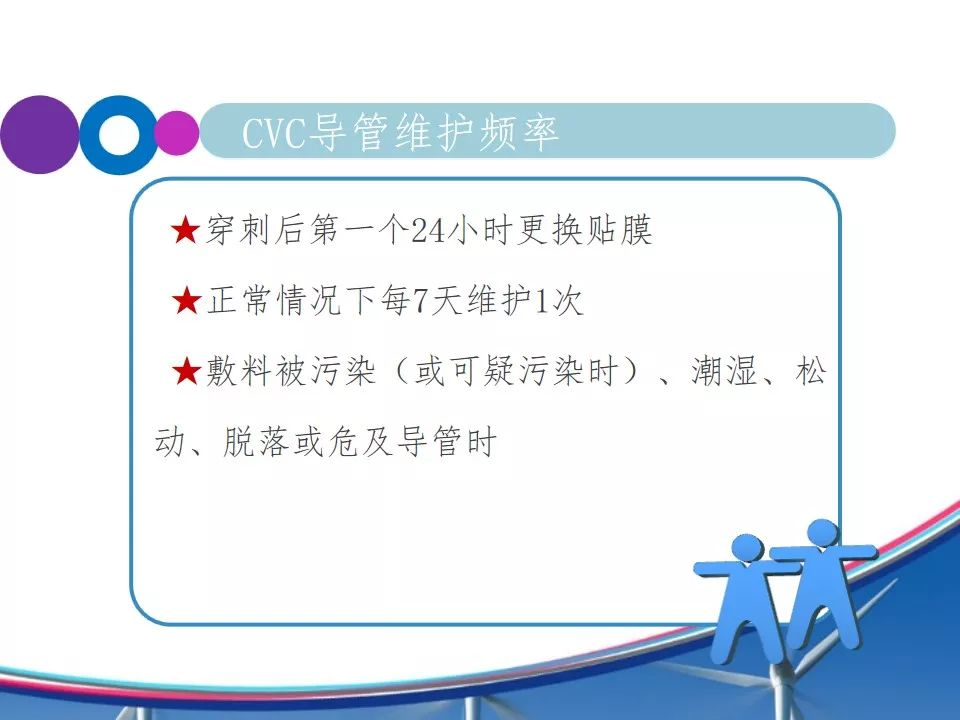 CVC导管维护频率
★穿刺后第一个24小时更换贴膜
★正常情况下每7天维护1次
★敷料被污染（或可疑污染时）、潮湿、松
动、脱落或危及导管时